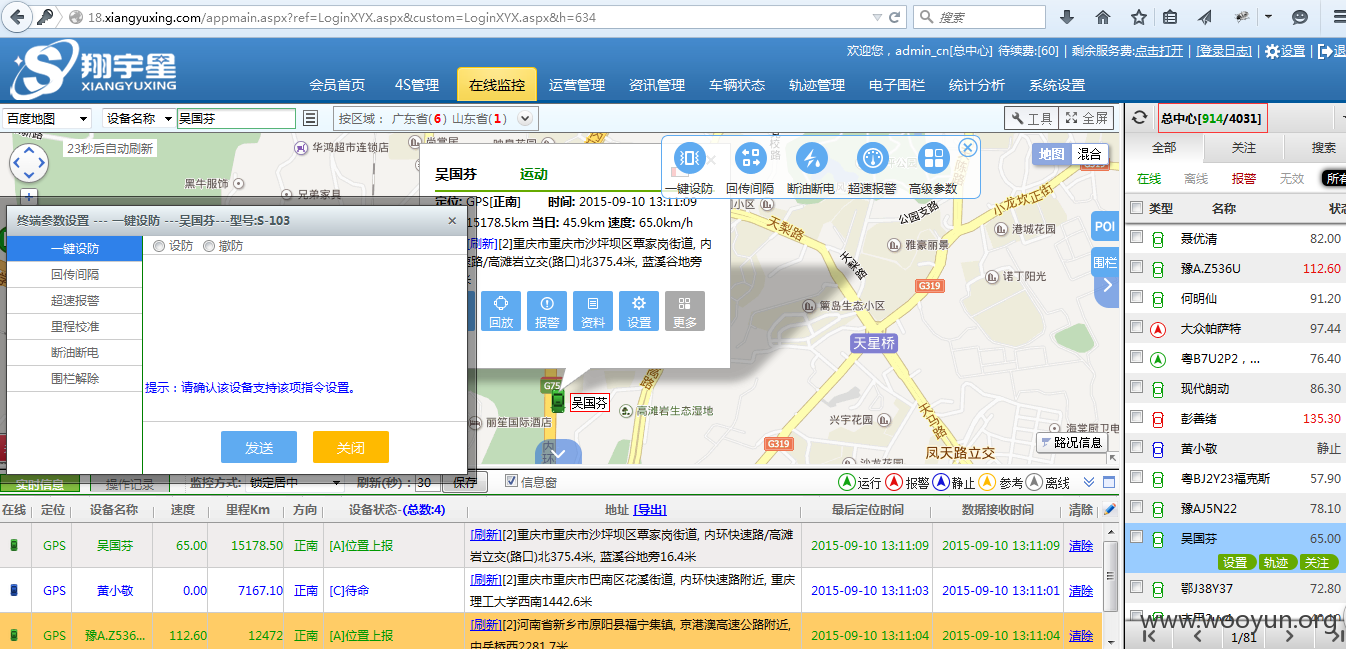 18.xiangyuxing.com/appmain.aspx?ref=LoginXYX.aspx&custom=LoginXYX.aspx&h=634
搜索
翔宇星
XIANGYUXING
欢迎您，admin_cn[总中心] 待续费:[60] | 剩余服务费:点击打开 | [登录日志] | 设置 | 退
会员首页 4S管理 在线监控 运营管理 资讯管理 车辆状态 轨迹管理 电子围栏 统计分析 系统设置
百度地图 设备名称 吴国芬 按区域： 广东省(6) 山东省(1) 工具 全屏
23秒后自动刷新
华鸿超市连锁店
黑牛服饰
兄弟家具
吴国芬 运动
一键设防 回传间隔 断油断电 超速报警 高级参数
地图 混合
定位: GPS[正南] 时间: 2015-09-10 13:11:09
15178.5km 当日: 45.9km 速度: 65.0km/h
[刷新][2]重庆市重庆市沙坪坝区覃家岗街道, 内
路/高滩岩立交(路口)北375.4米, 蓝溪谷地旁
米
回放 报警 资料 设置 更多
终端参数设置 --- 一键设防 ---吴国芬---型号:S-103
一键设防
回传间隔
超速报警
里程校准
断油断电
围栏解除
设防 撤防
提示：请确认该设备支持该项指令设置。
发送 关闭
小龙坎正街
公园支路
天梨路
天梨路
港城花园
雅豪丽景
诺丁阳光
G319
篱岛生态小区
天星桥
POI
围栏
G75
吴国芬
高滩岩生态湿地
丽笙国际酒店
内环
兴宇花园
天马路
海棠厨卫电
G319
路况信息
沙龙花园
凤天路立交
实时信息 操作记录 监控方式: 锁定居中 刷新(秒)： 30 保存 信息窗
运行 报警 静止 参考 离线
在线 定位 设备名称 速度 里程Km 方向 设备状态-(总数:4) 地址 [导出] 最后定位时间 数据接收时间 清除
GPS 吴国芬 65.00 15178.50 正南 [A]位置上报 [刷新][2]重庆市重庆市沙坪坝区覃家岗街道, 内环快速路/高滩
岩立交(路口)北375.4米, 蓝溪谷地旁16.4米 2015-09-10 13:11:09 2015-09-10 13:11:09 清除
GPS 黄小敬 0.00 7167.10 正南 [C]待命 [刷新][2]重庆市重庆市巴南区花溪街道, 内环快速路附近, 重庆
理工大学西南1442.6米 2015-09-10 13:11:03 2015-09-10 13:11:01 清除
GPS 豫A.Z536... 112.60 12472 正南 [A]位置上报 [刷新][2]河南省新乡市原阳县福宁集镇, 京港澳高速公路附近,
中岳桥西2281.7米 2015-09-10 13:11:04 2015-09-10 13:11:04 清除
总中心[914/4031]
全部 关注 搜索
在线 离线 报警 无效 所有
类型 名称 状态
聂优清 82.00
豫A.Z536U 112.60
何明仙 91.20
大众帕萨特 97.44
粤B7U2P2，... 76.40
现代朗动 86.30
彭善绪 135.30
黄小敬 静止
粤BJ2Y23福克斯 57.90
豫AJ5N22 78.10
吴国芬 65.00
设置 轨迹 关注
鄂J38Y37 72.80
1/81
www.wooyun.org